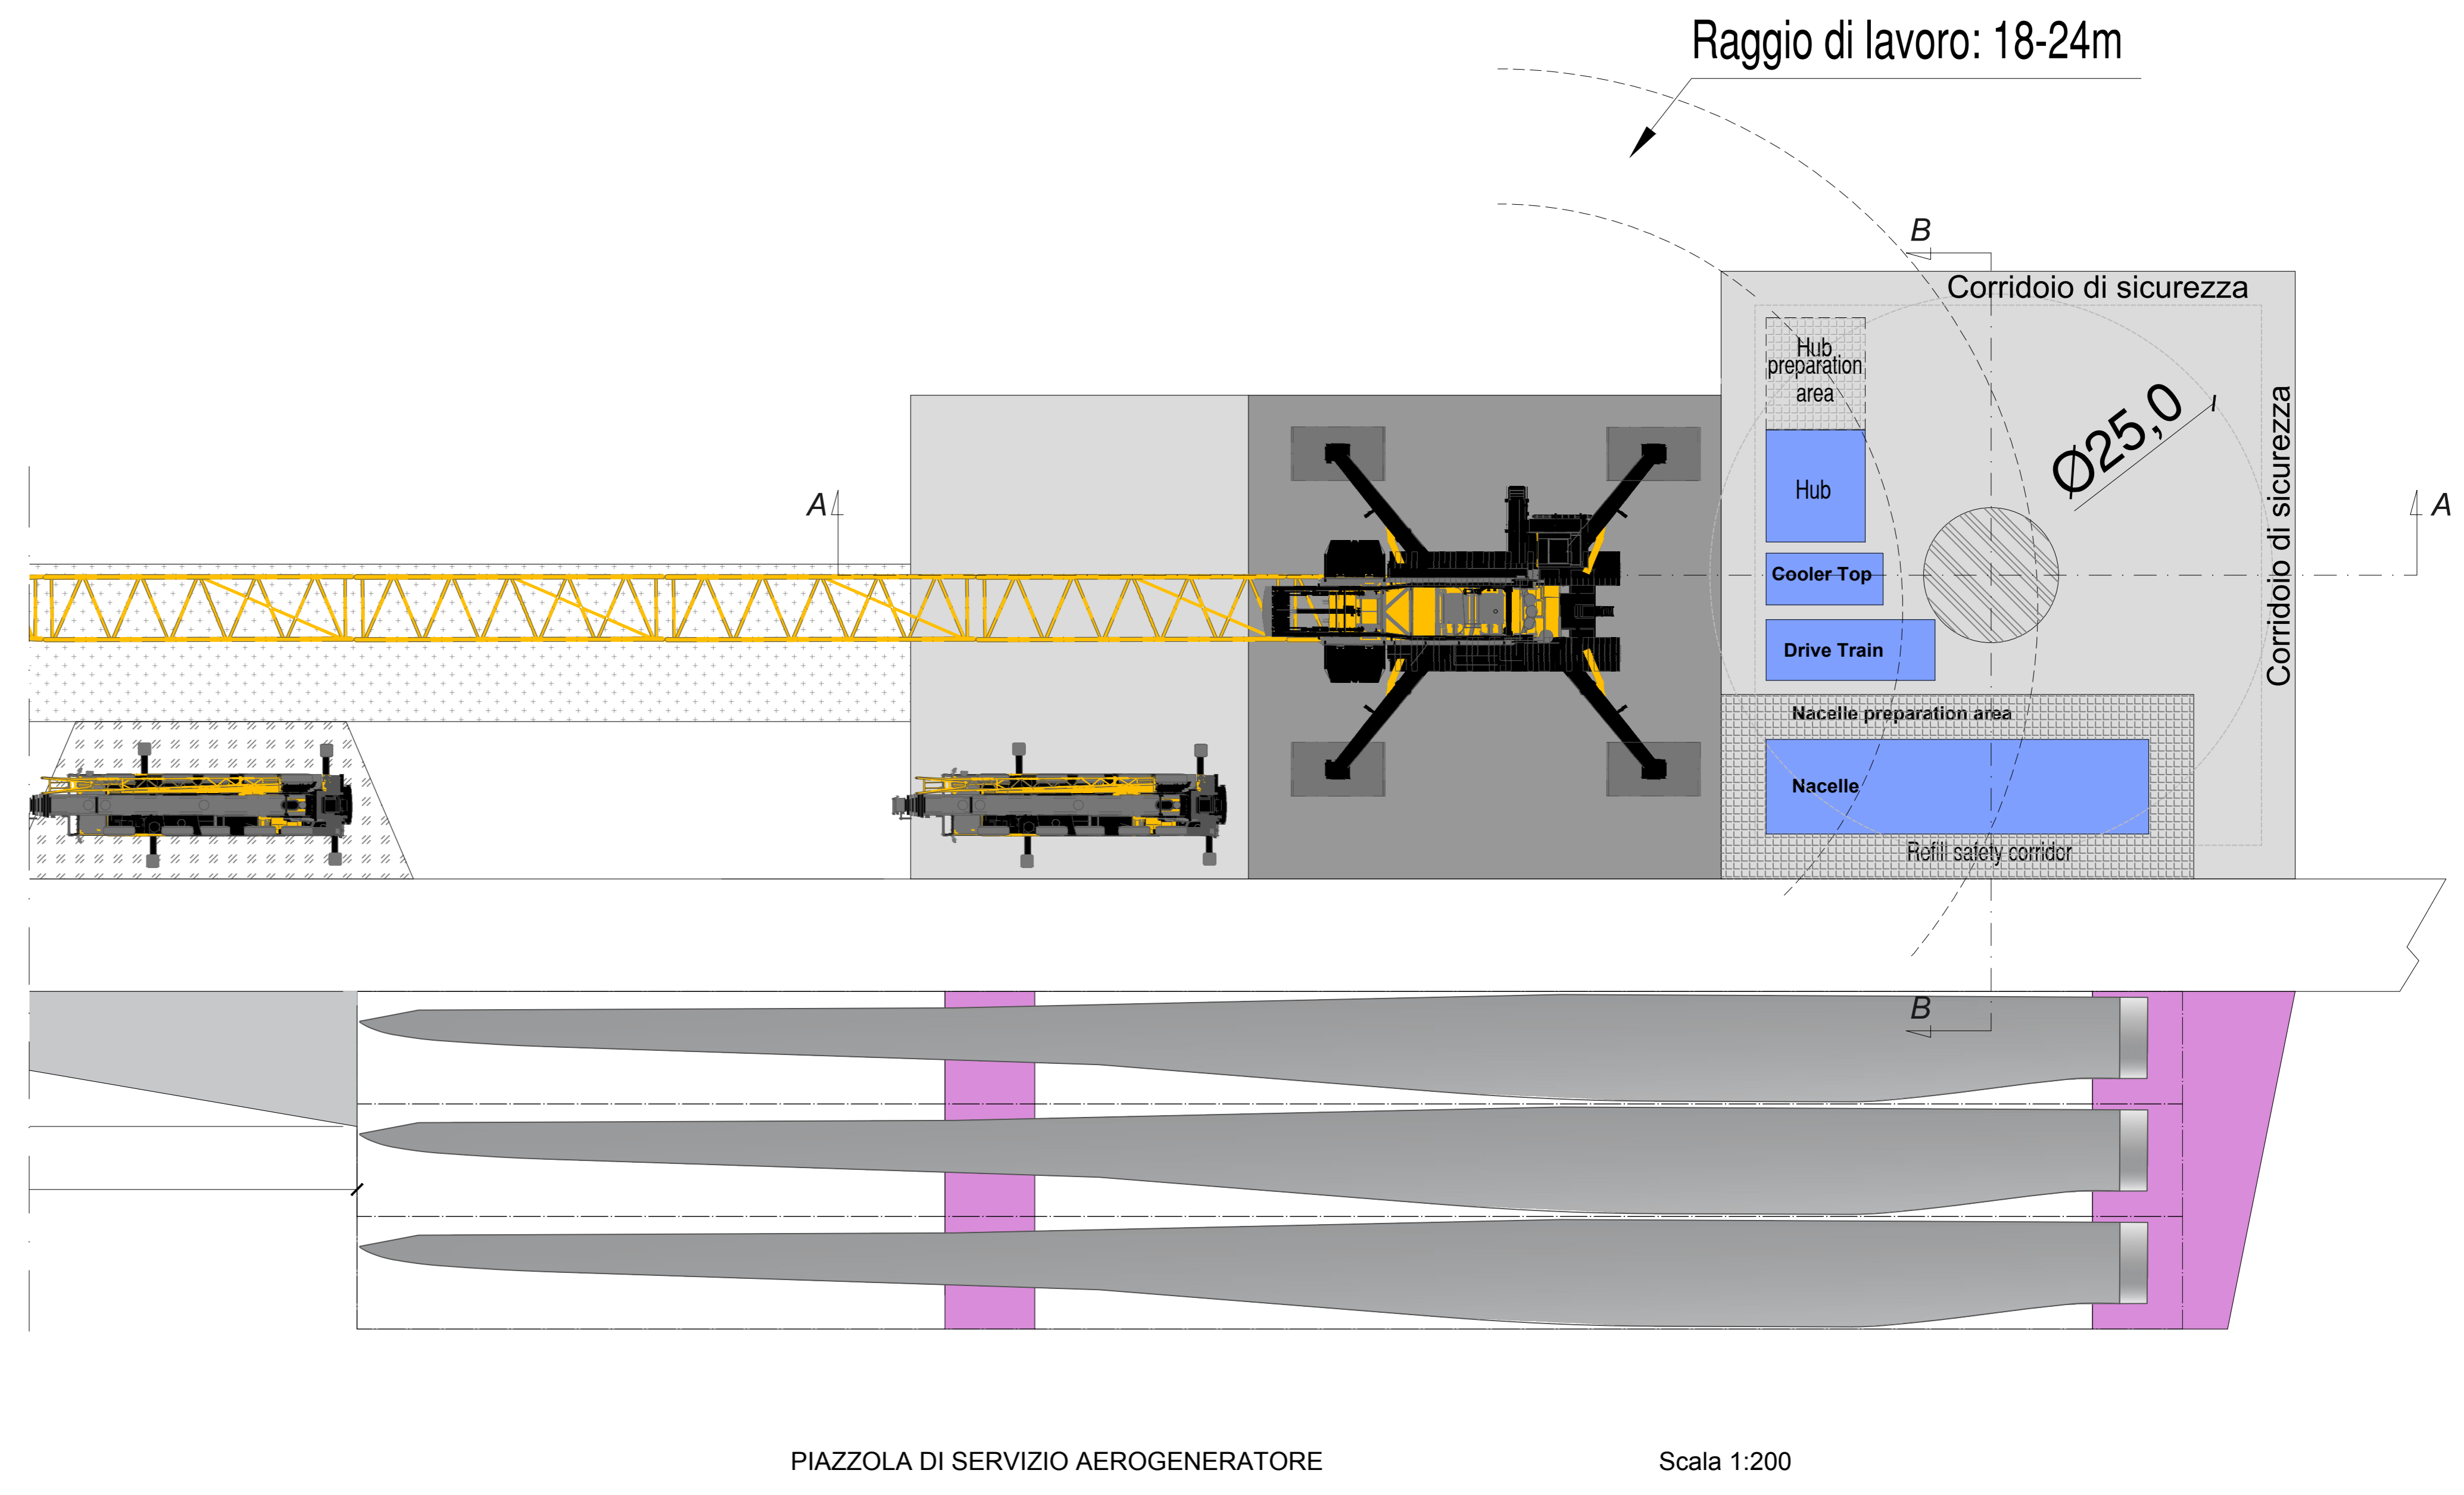 Raggio di lavoro: 18-24m
B
Corridoio di sicurezza
Hub
preparation
area
Ø25,0
Corridoio di sicurezza
Hub
A
A
Cooler Top
Drive Train
Nacelle preparation area
Nacelle
Refill safety corridor
B
PIAZZOLA DI SERVIZIO AEROGENERATORE
Scala 1:200